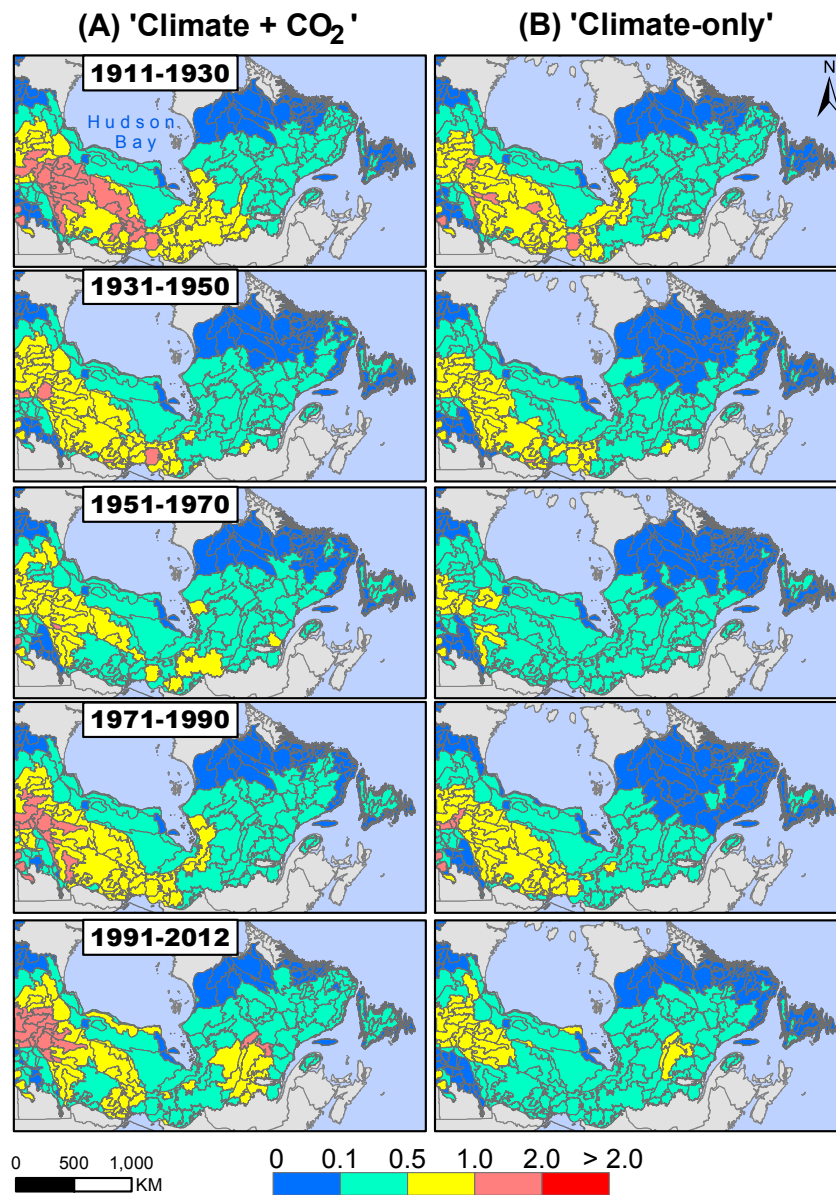 (A) 'Climate + CO₂ '
(B) 'Climate-only'
1911-1930
N
Hudson
Bay
1931-1950
1951-1970
1971-1990
1991-2012
0 500 1,000
KM
0 0.1 0.5 1.0 2.0 > 2.0